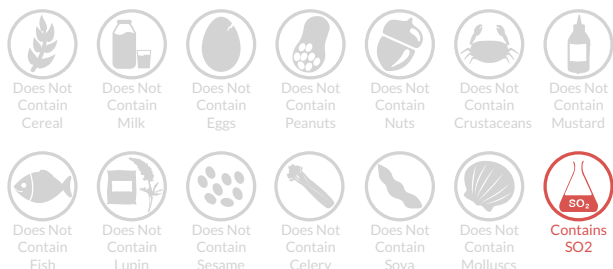 Does Not Does Not Does Not Does Not Does Not Does Not Does Not
Contain Contain Contain Contain Contain Contain Contain
Cereal Milk Eggs Peanuts Nuts Crustaceans Mustard
SO₂
Does Not Does Not Does Not Does Not Does Not Does Not Contains
Contain Contain Contain Contain Contain Contain SO2
Fish Lupin Sesame Celery Soya Molluscs